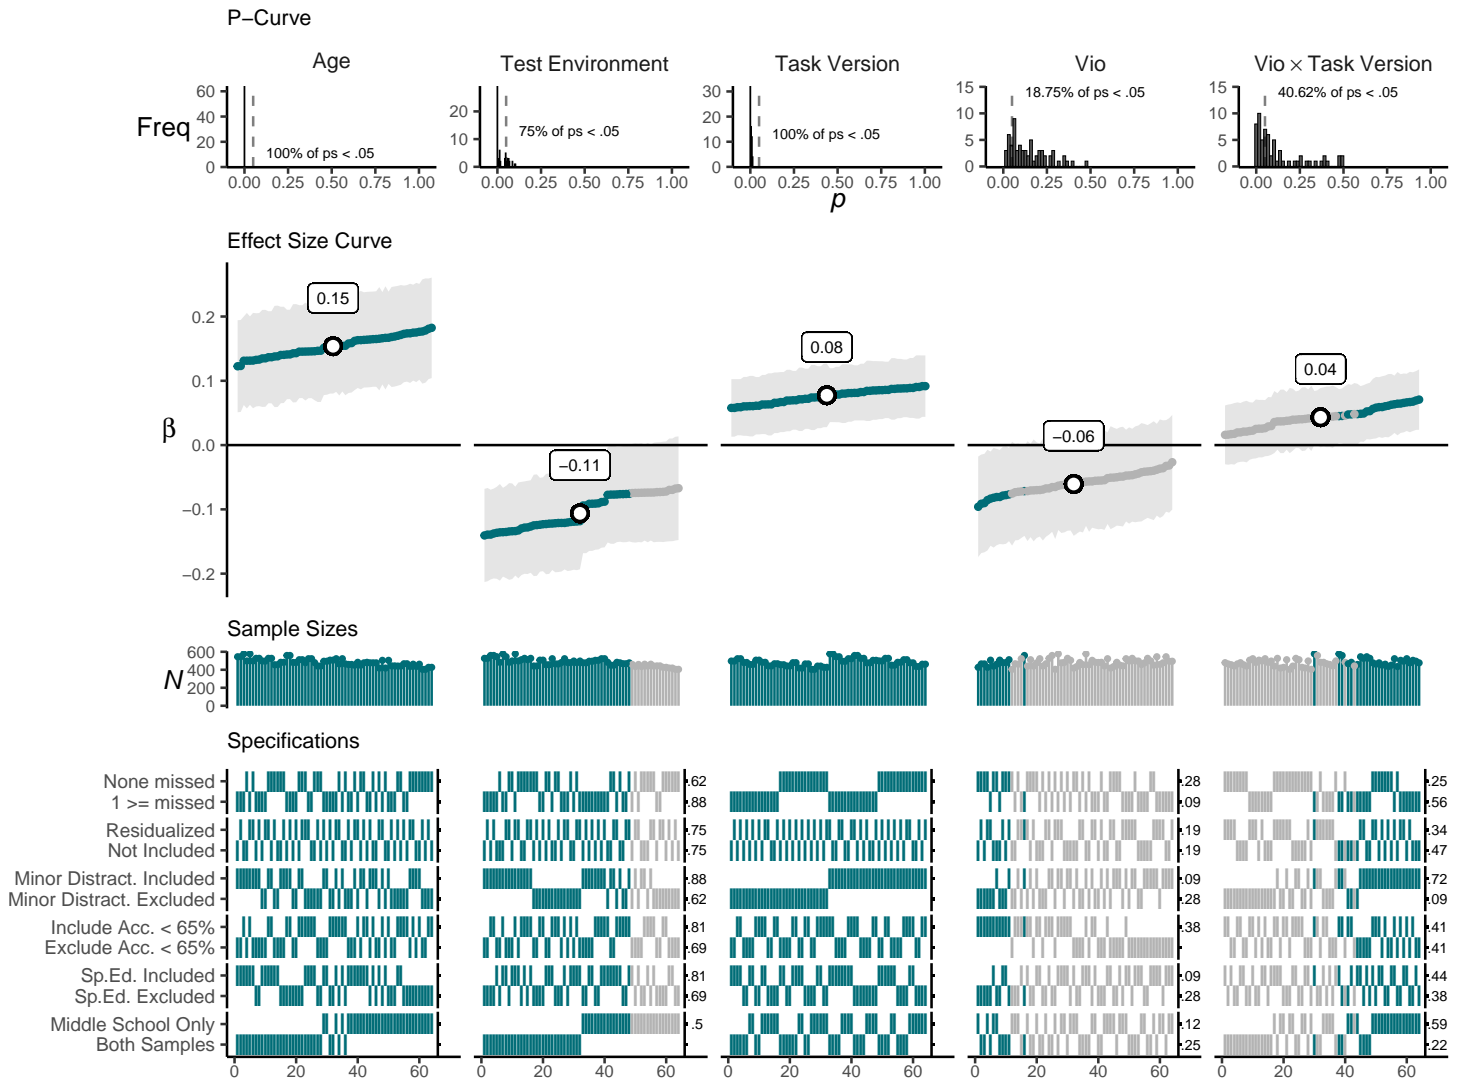 P−Curve
Age
Test Environment
Task Version
Vio
Vio × Task Version
Freq
60
40
20
0
100% of ps < .05
0.00 0.25 0.50 0.75 1.00
20
10
0
75% of ps < .05
0.00 0.25 0.50 0.75 1.00
30
20
10
0
100% of ps < .05
0.00 0.25 0.50 0.75 1.00
15
10
5
0
18.75% of ps < .05
0.00 0.25 0.50 0.75 1.00
15
10
5
0
40.62% of ps < .05
0.00 0.25 0.50 0.75 1.00
p
Effect Size Curve
β
0.2
0.1
0.0
−0.1
−0.2
0.15
−0.11
0.08
−0.06
0.04
Sample Sizes
N
600
400
200
0
Specifications
None missed
1 >= missed
Residualized
Not Included
Minor Distract. Included
Minor Distract. Excluded
Include Acc. < 65%
Exclude Acc. < 65%
Sp.Ed. Included
Sp.Ed. Excluded
Middle School Only
Both Samples
.62
.88
.75
.75
.88
.62
.81
.69
.81
.69
.5
.28
.09
.19
.19
.09
.28
.38
.09
.28
.12
.25
.25
.56
.34
.47
.72
.09
.41
.41
.44
.38
.59
.22
0 20 40 60
0 20 40 60
0 20 40 60
0 20 40 60
0 20 40 60